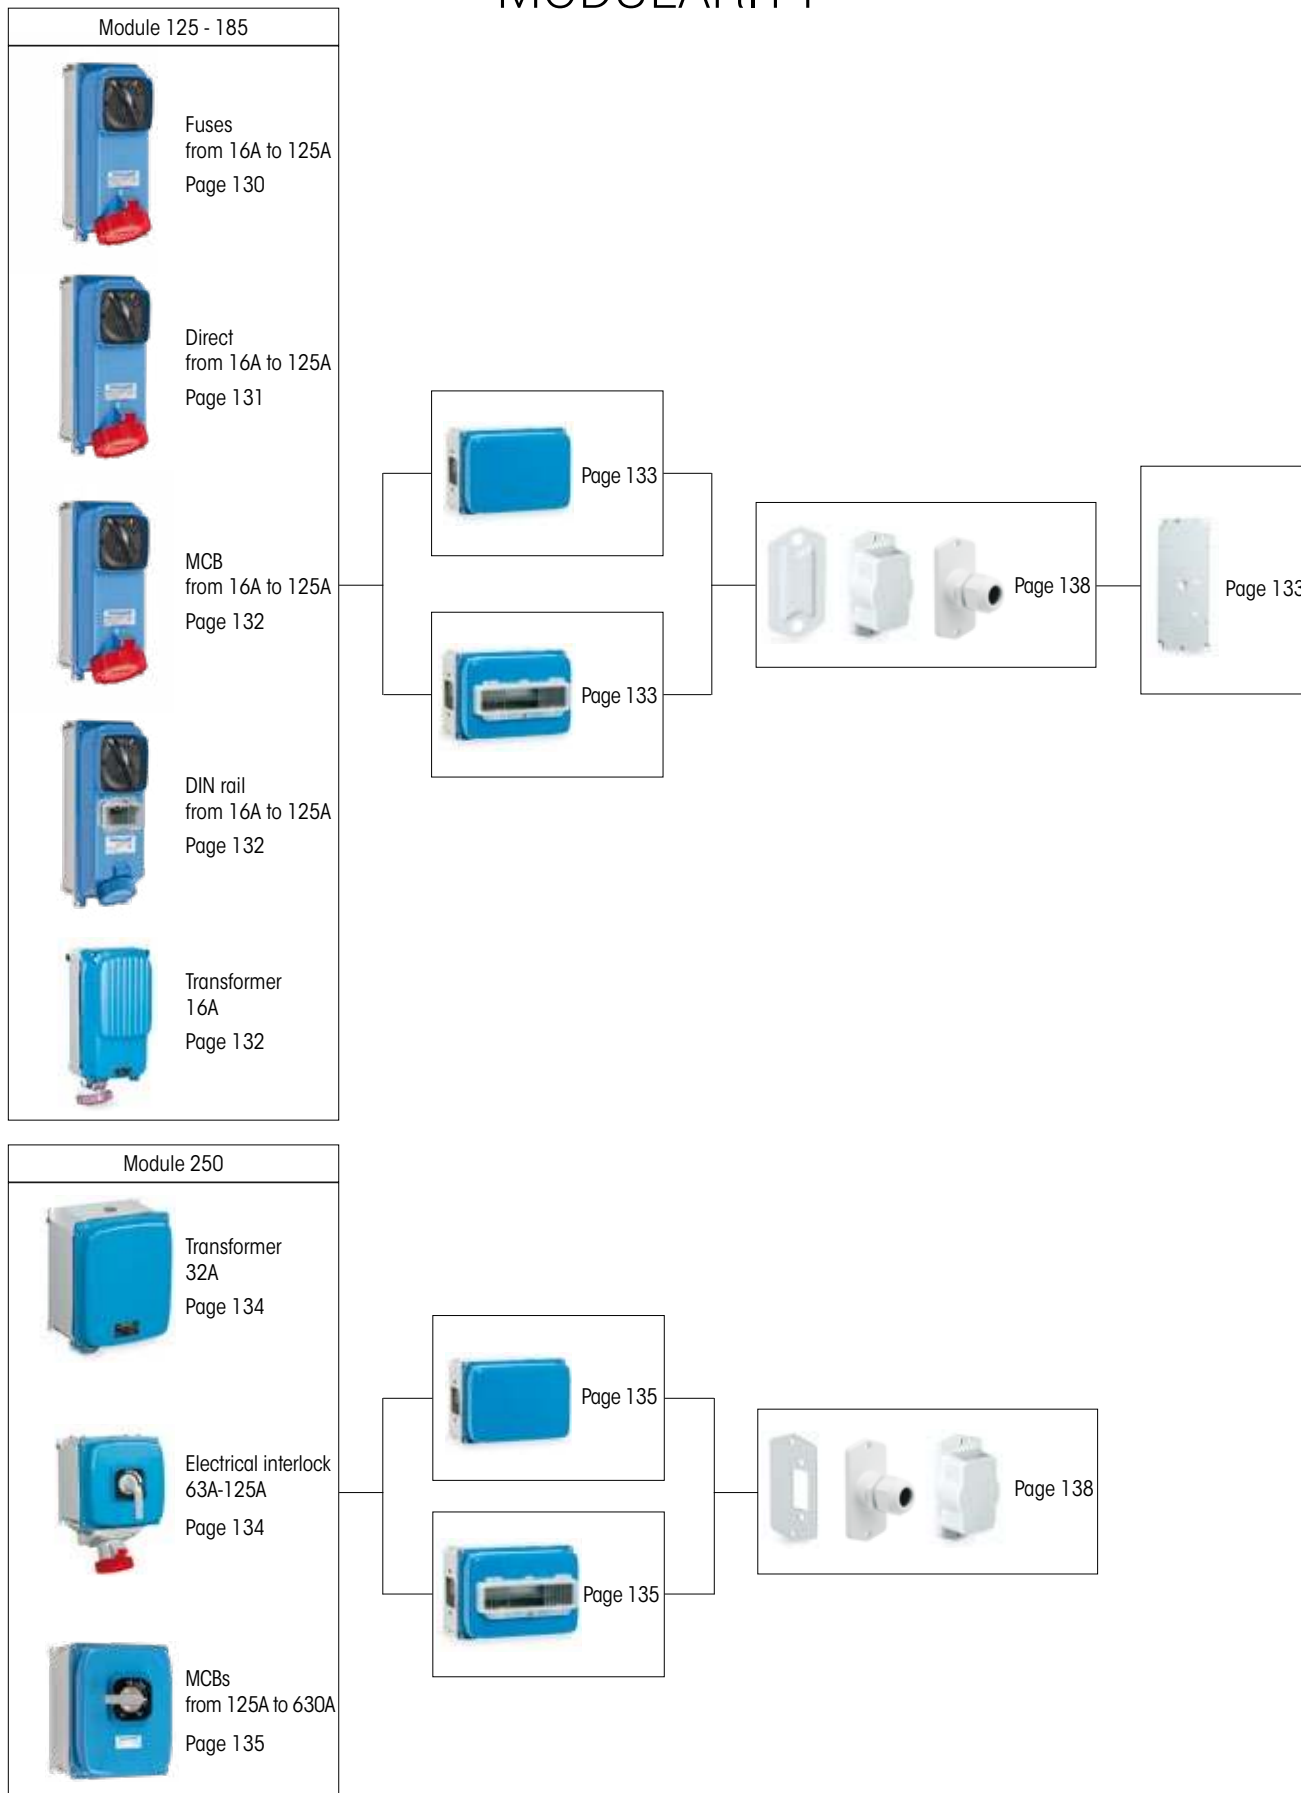 MODULARITY
Module 125 - 185
Fuses
from 16A to 125A
Page 130
Direct
from 16A to 125A
Page 131
MCB
from 16A to 125A
Page 132
DIN rail
from 16A to 125A
Page 132
Transformer
16A
Page 132
Page 133
Page 133
Page 138
Page 133
Module 250
Transformer
32A
Page 134
Electrical interlock
63A-125A
Page 134
MCBs
from 125A to 630A
Page 135
Page 135
Page 135
Page 138